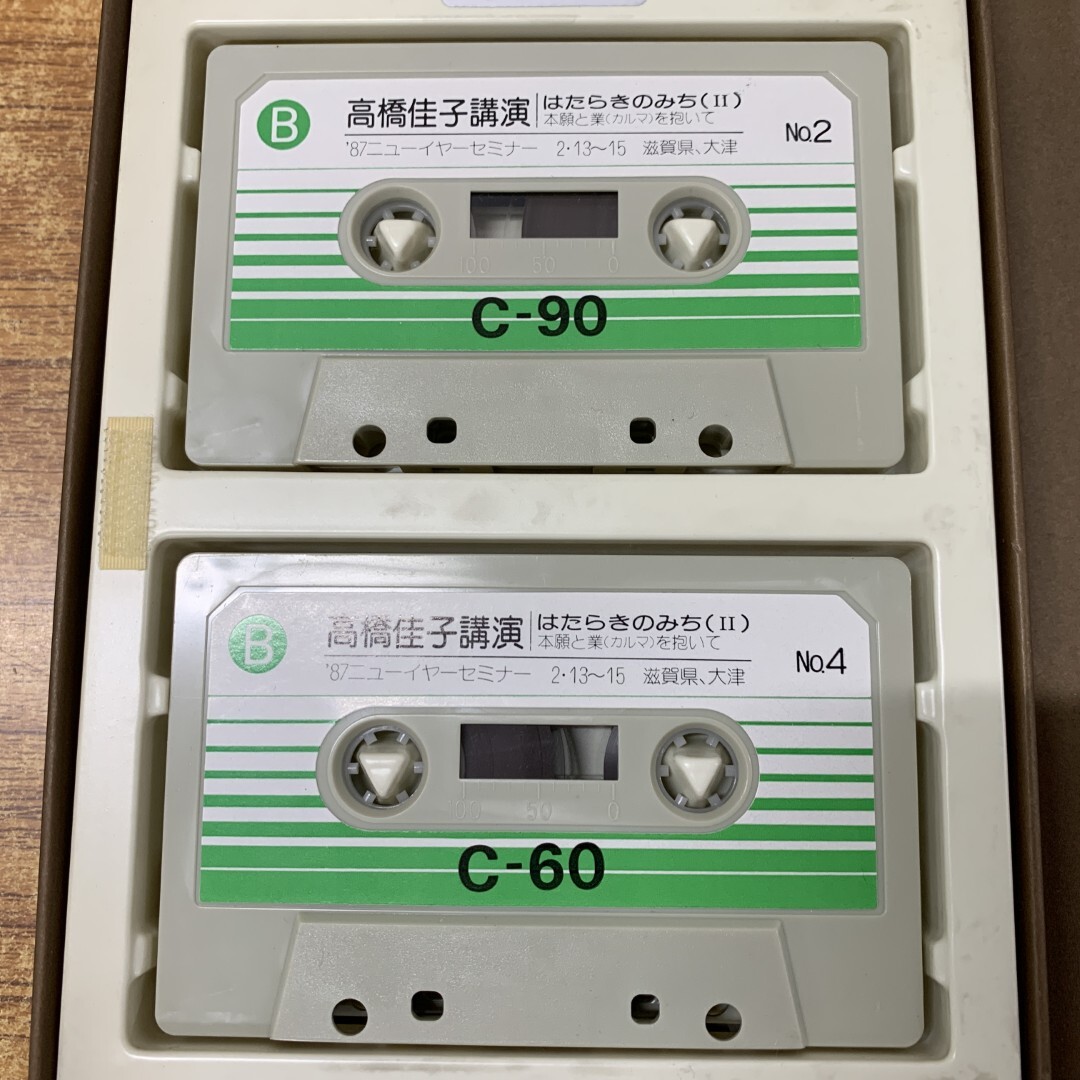 B
高橋佳子講演
はたらきのみち(II)
本願と業(カルマ)を抱いて
No.2
'87ニューイヤーセミナー 2・13〜15 滋賀県、大津
100 50 0
C-90
B
高橋佳子講演
はたらきのみち(II)
本願と業(カルマ)を抱いて
No.4
'87ニューイヤーセミナー 2・13〜15 滋賀県、大津
100 50 0
C-60